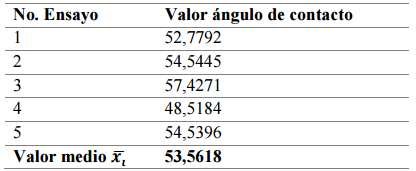 No. Ensayo Valor ángulo de contacto
1 52,7792
2 54,5445
3 57,4271
4 48,5184
5 54,5396
Valor medio x̅ᵢ 53,5618